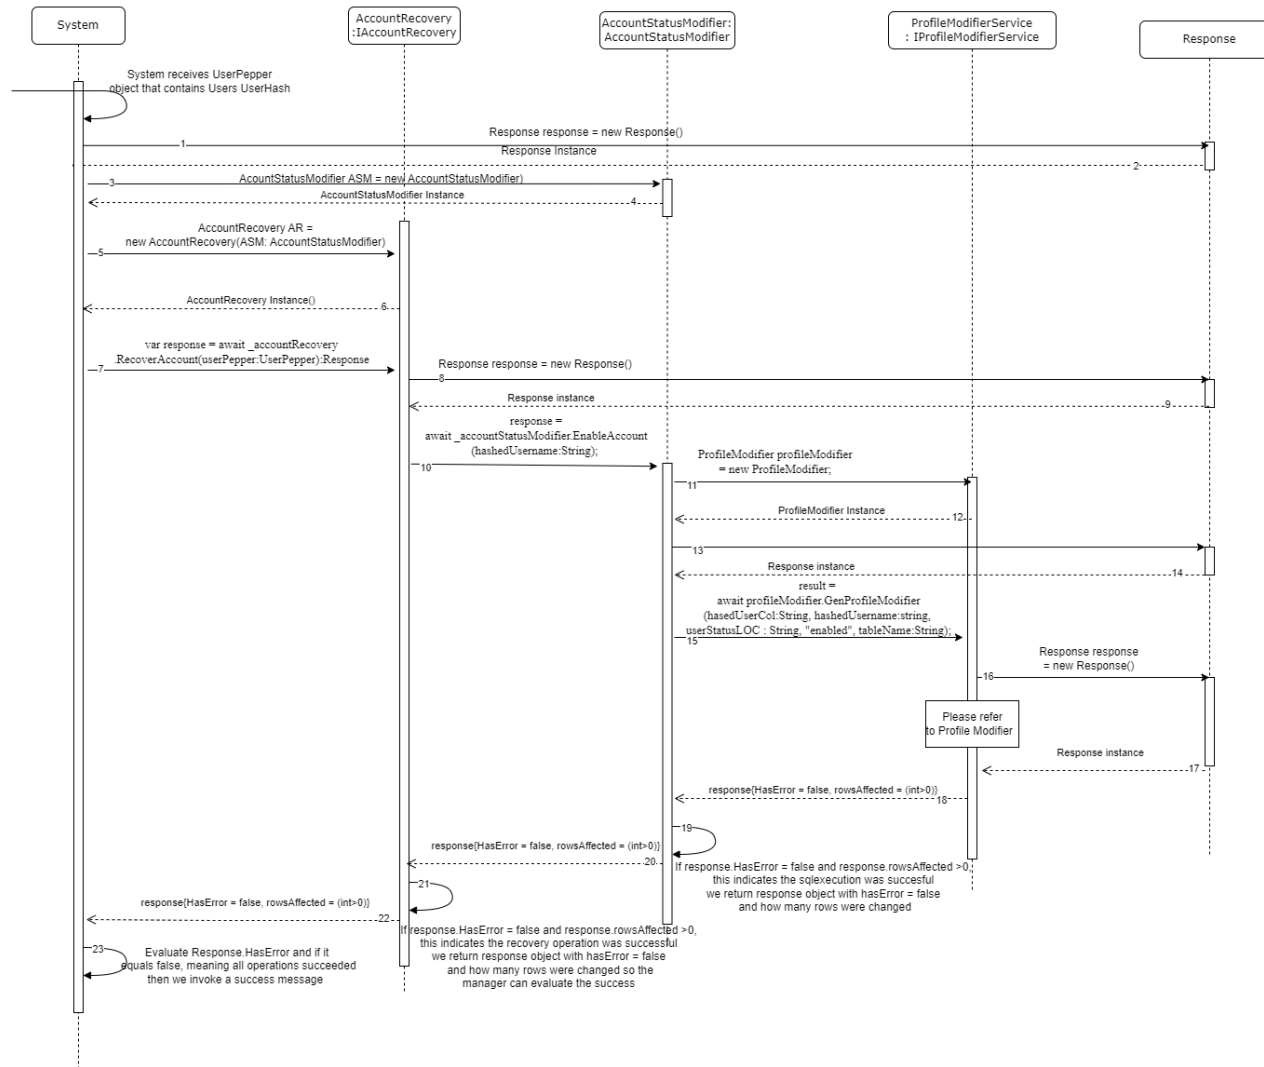 System
AccountRecovery
:IAccountRecovery
AccountStatusModifier:
AccountStatusModifier
ProfileModifierService
: IProfileModifierService
Response
System receives UserPepper
object that contains Users UserHash
Response response = new Response()
1
Response Instance
2
AcountStatusModifier ASM = new AccountStatusModifier)
3
AccountStatusModifier Instance
4
AccountRecovery AR =
new AccountRecovery(ASM: AccountStatusModifier)
5
AccountRecovery Instance()
6
var response = await _accountRecovery
.RecoverAccount(userPepper:UserPepper):Response
7
Response response = new Response()
8
Response instance
9
response =
await _accountStatusModifier.EnableAccount
(hashedUsername:String);
10
ProfileModifier profileModifier
= new ProfileModifier;
11
ProfileModifier Instance
12
13
Response instance
14
result =
await profileModifier.GenProfileModifier
(hasedUserCol:String, hashedUsername:string,
userStatusLOC : String, "enabled", tableName:String);
15
Response response
= new Response()
16
Please refer
to Profile Modifier
Response instance
17
response{HasError = false, rowsAffected = (int>0)}
18
19
response{HasError = false, rowsAffected = (int>0)}
20
If response.HasError = false and response.rowsAffected >0,
this indicates the sqlexecution was succesful
we return response object with hasError = false
and how many rows were changed
21
response{HasError = false, rowsAffected = (int>0)}
22
If response.HasError = false and response.rowsAffected >0,
this indicates the recovery operation was successful
we return response object with hasError = false
and how many rows were changed so the
manager can evaluate the success
23
Evaluate Response.HasError and if it
equals false, meaning all operations succeeded
then we invoke a success message